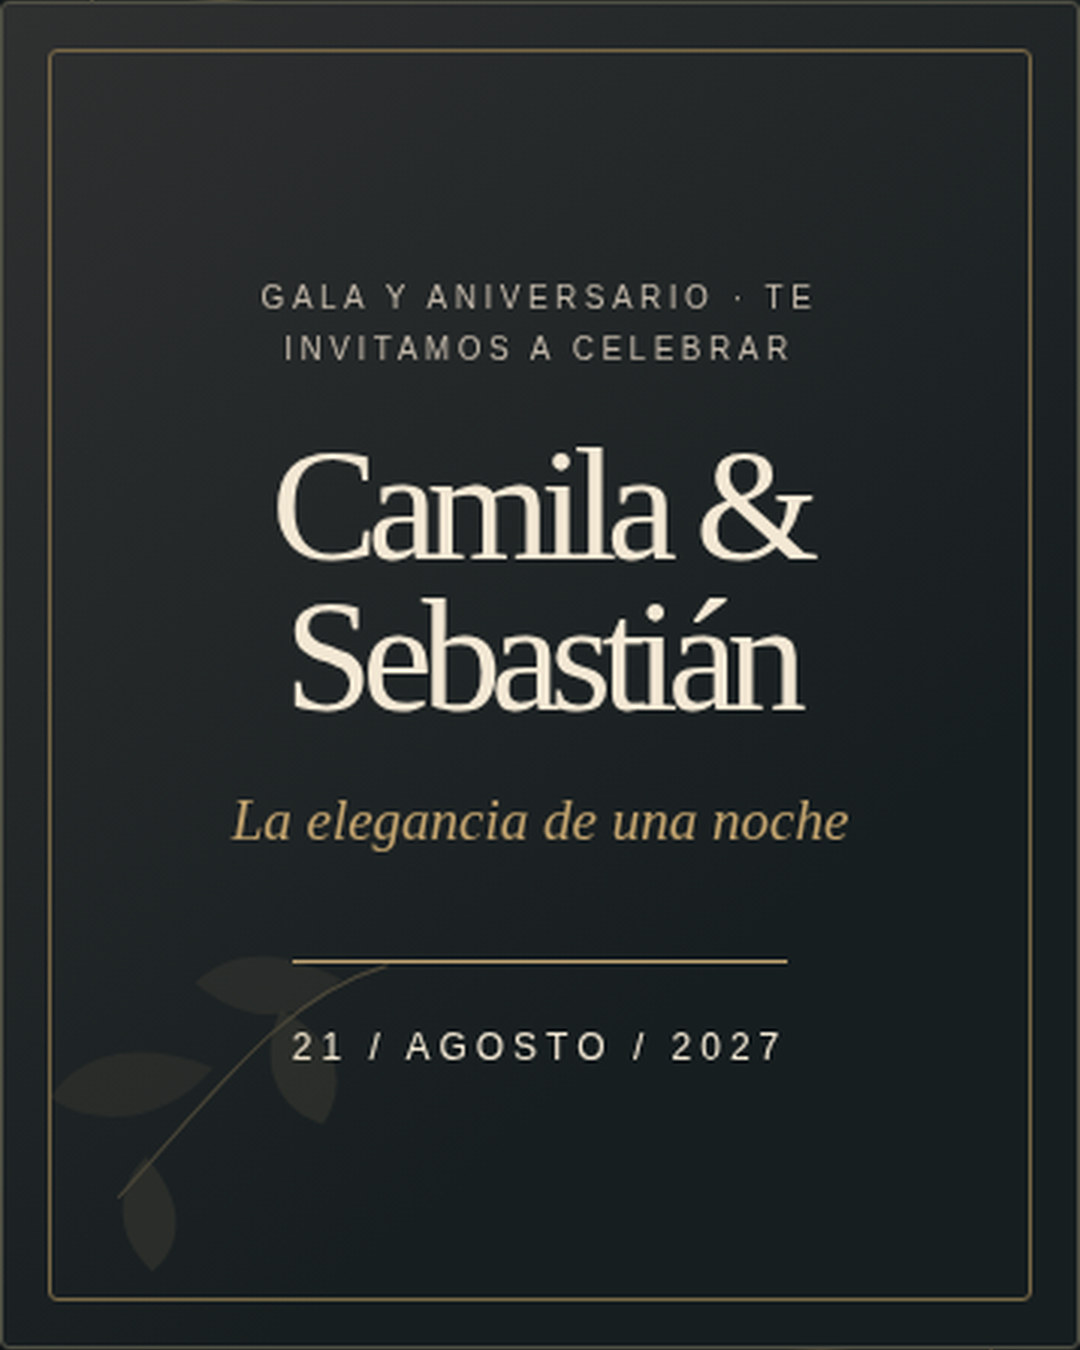 GALA Y ANIVERSARIO · TE
INVITAMOS A CELEBRAR
Camila &
Sebastián
La elegancia de una noche
21 / AGOSTO / 2027